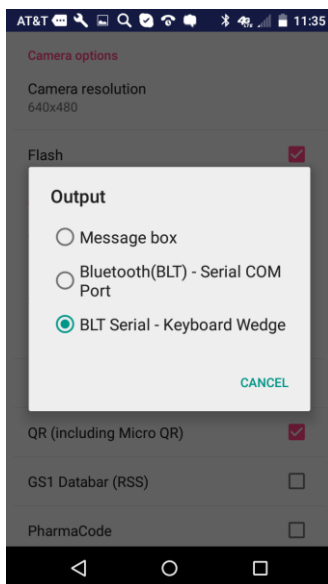 AT&T 4G 11:35
Camera options
Camera resolution
640x480
Flash
Output
Message box
Bluetooth(BLT) - Serial COM
Port
BLT Serial - Keyboard Wedge
CANCEL
QR (including Micro QR)
GS1 Databar (RSS)
PharmaCode